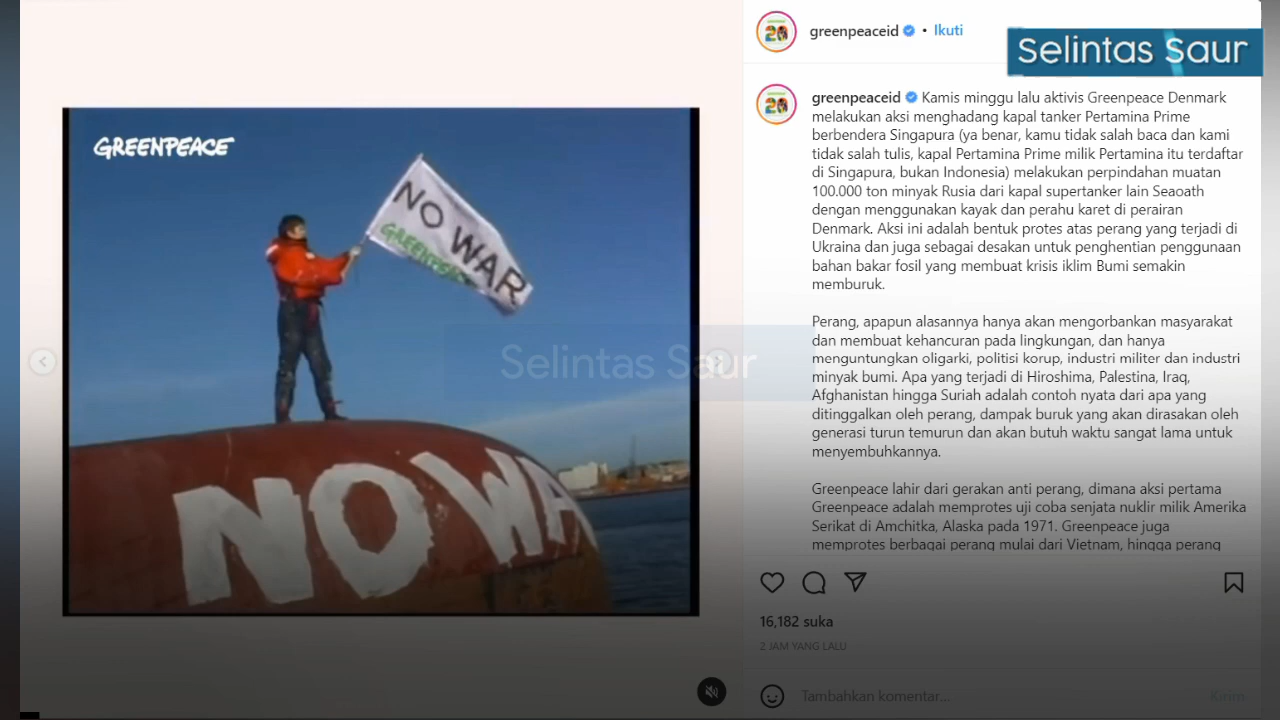 GREENPEACE
NO WAR
GREENPEACE
NO WA
Selintas Saur
greenpeaceid • Ikuti
Selintas Saur
greenpeaceid Kamis minggu lalu aktivis Greenpeace Denmark
melakukan aksi menghadang kapal tanker Pertamina Prime
berbendera Singapura (ya benar, kamu tidak salah baca dan kami
tidak salah tulis, kapal Pertamina Prime milik Pertamina itu terdaftar
di Singapura, bukan Indonesia) melakukan perpindahan muatan
100.000 ton minyak Rusia dari kapal supertanker lain Seaoath
dengan menggunakan kayak dan perahu karet di perairan
Denmark. Aksi ini adalah bentuk protes atas perang yang terjadi di
Ukraina dan juga sebagai desakan untuk penghentian penggunaan
bahan bakar fosil yang membuat krisis iklim Bumi semakin
memburuk.
Perang, apapun alasannya hanya akan mengorbankan masyarakat
dan membuat kehancuran pada lingkungan, dan hanya
menguntungkan oligarki, politisi korup, industri militer dan industri
minyak bumi. Apa yang terjadi di Hiroshima, Palestina, Iraq,
Afghanistan hingga Suriah adalah contoh nyata dari apa yang
ditinggalkan oleh perang, dampak buruk yang akan dirasakan oleh
generasi turun temurun dan akan butuh waktu sangat lama untuk
menyembuhkannya.
Greenpeace lahir dari gerakan anti perang, dimana aksi pertama
Greenpeace adalah memprotes uji coba senjata nuklir milik Amerika
Serikat di Amchitka, Alaska pada 1971. Greenpeace juga
memprotes berbagai perang mulai dari Vietnam, hingga perang
16,182 suka
2 JAM YANG LALU
Tambahkan komentar...
Kirim